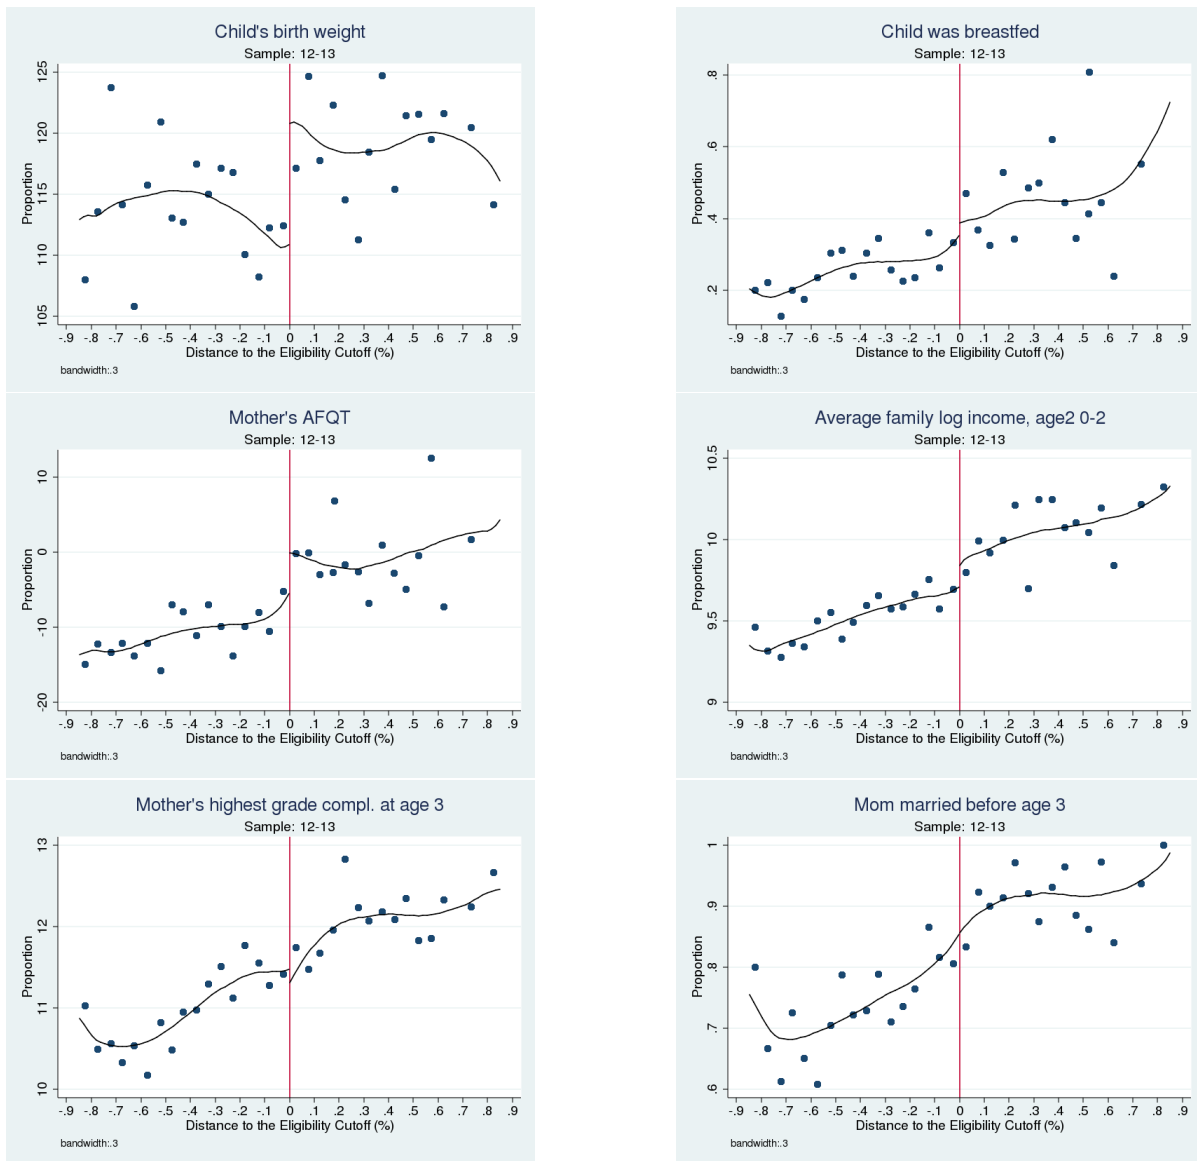 Child's birth weight
Sample: 12-13
Proportion
125
120
115
110
105
-.9 -.8 -.7 -.6 -.5 -.4 -.3 -.2 -.1 0 .1 .2 .3 .4 .5 .6 .7 .8 .9
Distance to the Eligibility Cutoff (%)
bandwidth:.3
Child was breastfed
Sample: 12-13
Proportion
.8
.6
.4
.2
-.9 -.8 -.7 -.6 -.5 -.4 -.3 -.2 -.1 0 .1 .2 .3 .4 .5 .6 .7 .8 .9
Distance to the Eligibility Cutoff (%)
bandwidth:.3
Mother's AFQT
Sample: 12-13
Proportion
10
0
-10
-20
-.9 -.8 -.7 -.6 -.5 -.4 -.3 -.2 -.1 0 .1 .2 .3 .4 .5 .6 .7 .8 .9
Distance to the Eligibility Cutoff (%)
bandwidth:.3
Average family log income, age2 0-2
Sample: 12-13
Proportion
10.5
10
9.5
9
-.9 -.8 -.7 -.6 -.5 -.4 -.3 -.2 -.1 0 .1 .2 .3 .4 .5 .6 .7 .8 .9
Distance to the Eligibility Cutoff (%)
bandwidth:.3
Mother's highest grade compl. at age 3
Sample: 12-13
Proportion
13
12
11
10
-.9 -.8 -.7 -.6 -.5 -.4 -.3 -.2 -.1 0 .1 .2 .3 .4 .5 .6 .7 .8 .9
Distance to the Eligibility Cutoff (%)
bandwidth:.3
Mom married before age 3
Sample: 12-13
Proportion
1
.9
.8
.7
.6
-.9 -.8 -.7 -.6 -.5 -.4 -.3 -.2 -.1 0 .1 .2 .3 .4 .5 .6 .7 .8 .9
Distance to the Eligibility Cutoff (%)
bandwidth:.3